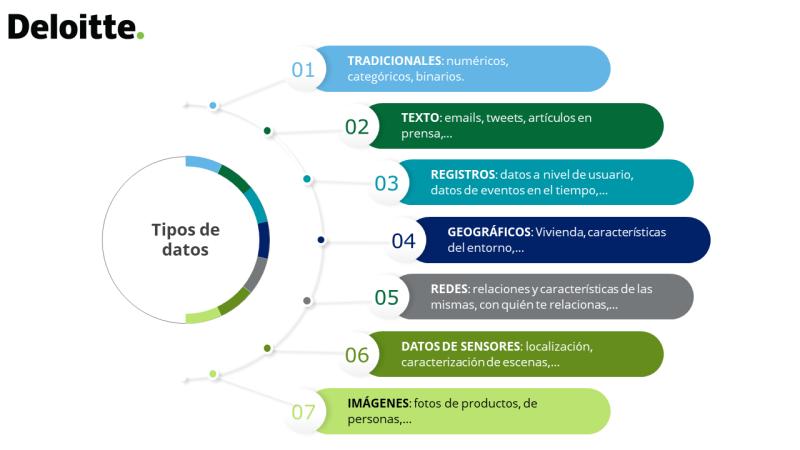 Deloitte.
01
TRADICIONALES: numéricos,
categóricos, binarios.
02
TEXTO: emails, tweets, artículos en
prensa,...
03
REGISTROS: datos a nivel de usuario,
datos de eventos en el tiempo,...
Tipos de
datos
04
GEOGRÁFICOS: Vivienda, características
del entorno,...
05
REDES: relaciones y características de las
mismas, con quién te relacionas,...
06
DATOS DE SENSORES: localización,
caracterización de escenas,...
07
IMÁGENES: fotos de productos, de
personas,...